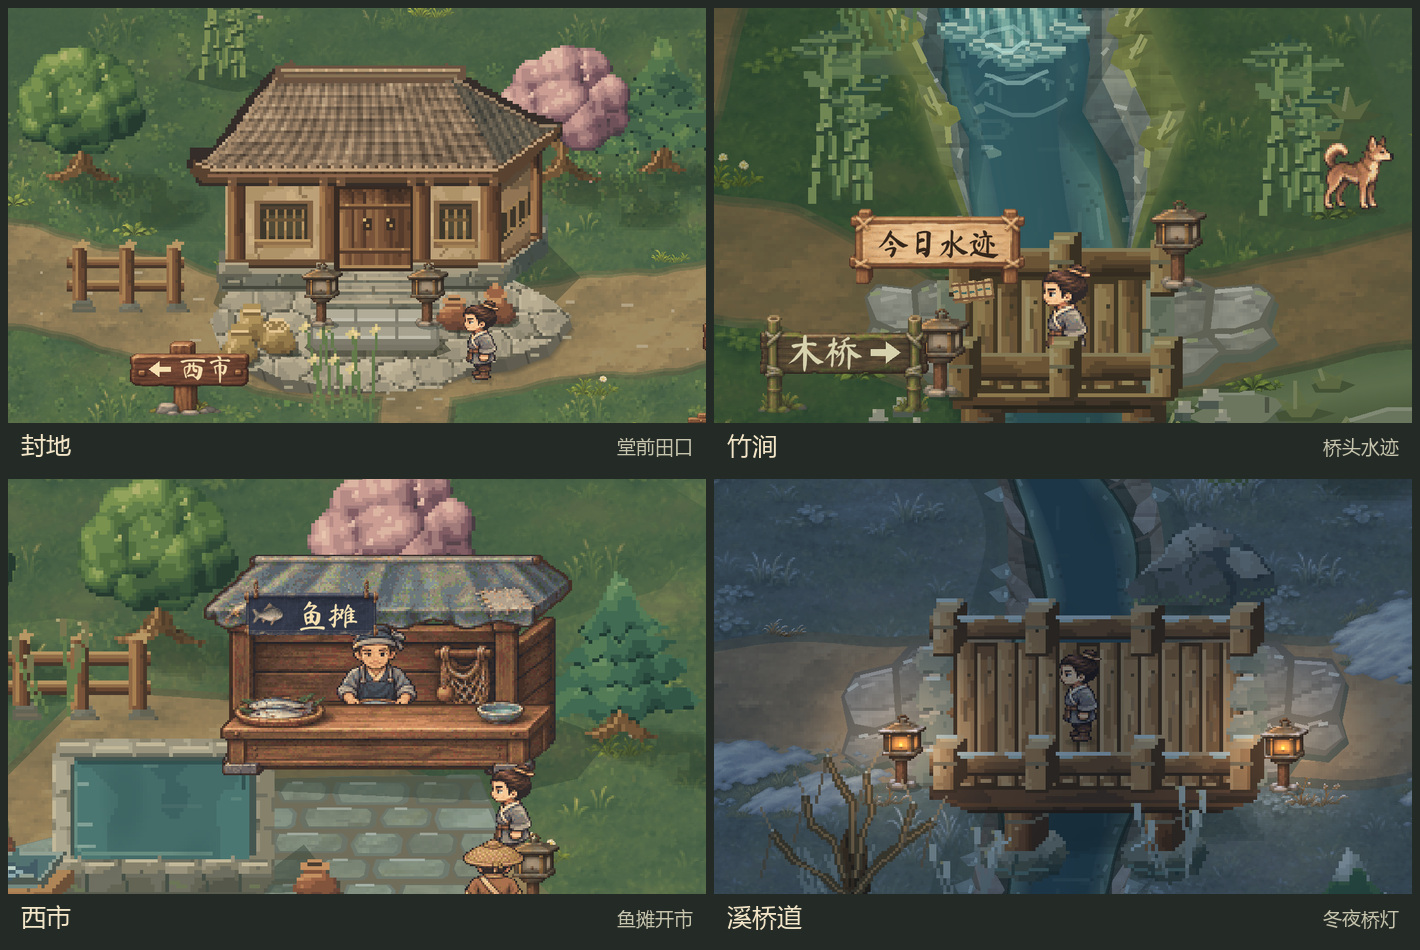 ← 西市
封地
堂前田口
今日水迹
木桥 →
竹涧
桥头水迹
鱼摊
西市
鱼摊开市
溪桥道
冬夜桥灯